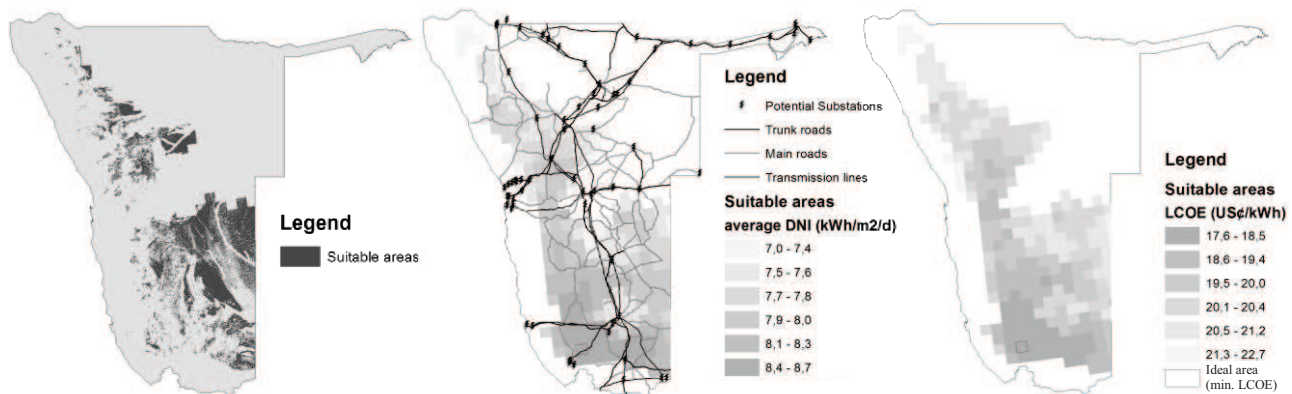 Legend
Suitable areas
Legend
Potential Substations
Trunk roads
Main roads
Transmission lines
Suitable areas
average DNI (kWh/m2/d)
7,0 - 7,4
7,5 - 7,6
7,7 - 7,8
7,9 - 8,0
8,1 - 8,3
8,4 - 8,7
Legend
Suitable areas
LCOE (US¢/kWh)
17,6 - 18,5
18,6 - 19,4
19,5 - 20,0
20,1 - 20,4
20,5 - 21,2
21,3 - 22,7
Ideal area
(min. LCOE)